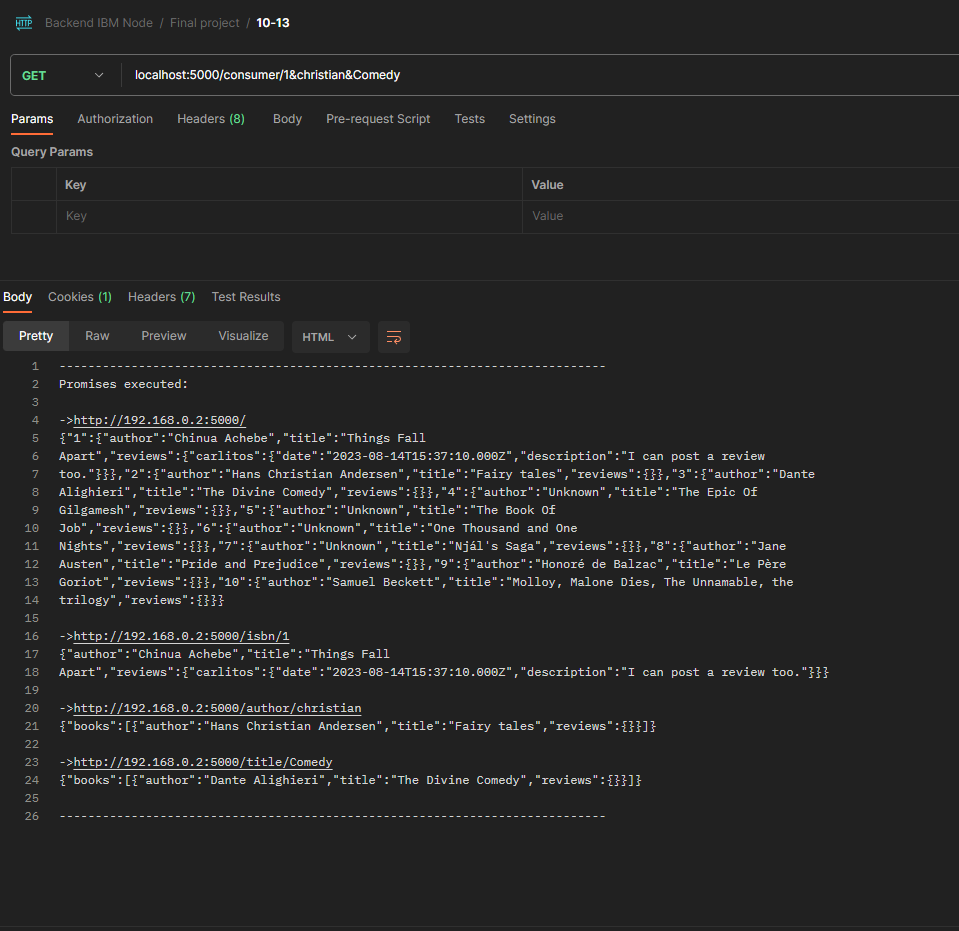 HTTP Backend IBM Node / Final project / 10-13
GET localhost:5000/consumer/1&christian&Comedy
Params Authorization Headers (8) Body Pre-request Script Tests Settings
Query Params
Key Value
Key Value
Body Cookies (1) Headers (7) Test Results
Pretty Raw Preview Visualize HTML
1 ----------------------------------------------------------------------------
2 Promises executed:
3
4 ->http://192.168.0.2:5000/
5 {"1":{"author":"Chinua Achebe","title":"Things Fall
6 Apart","reviews":{"carlitos":{"date":"2023-08-14T15:37:10.000Z","description":"I can post a review
7 too."}}},"2":{"author":"Hans Christian Andersen","title":"Fairy tales","reviews":{}},"3":{"author":"Dante
8 Alighieri","title":"The Divine Comedy","reviews":{}},"4":{"author":"Unknown","title":"The Epic Of
9 Gilgamesh","reviews":{}},"5":{"author":"Unknown","title":"The Book Of
10 Job","reviews":{}},"6":{"author":"Unknown","title":"One Thousand and One
11 Nights","reviews":{}},"7":{"author":"Unknown","title":"Njál's Saga","reviews":{}},"8":{"author":"Jane
12 Austen","title":"Pride and Prejudice","reviews":{}},"9":{"author":"Honoré de Balzac","title":"Le Père
13 Goriot","reviews":{}},"10":{"author":"Samuel Beckett","title":"Molloy, Malone Dies, The Unnamable, the
14 trilogy","reviews":{}}}
15
16 ->http://192.168.0.2:5000/isbn/1
17 {"author":"Chinua Achebe","title":"Things Fall
18 Apart","reviews":{"carlitos":{"date":"2023-08-14T15:37:10.000Z","description":"I can post a review too."}}}
19
20 ->http://192.168.0.2:5000/author/christian
21 {"books":[{"author":"Hans Christian Andersen","title":"Fairy tales","reviews":{}}]}
22
23 ->http://192.168.0.2:5000/title/Comedy
24 {"books":[{"author":"Dante Alighieri","title":"The Divine Comedy","reviews":{}}]}
25
26 ----------------------------------------------------------------------------